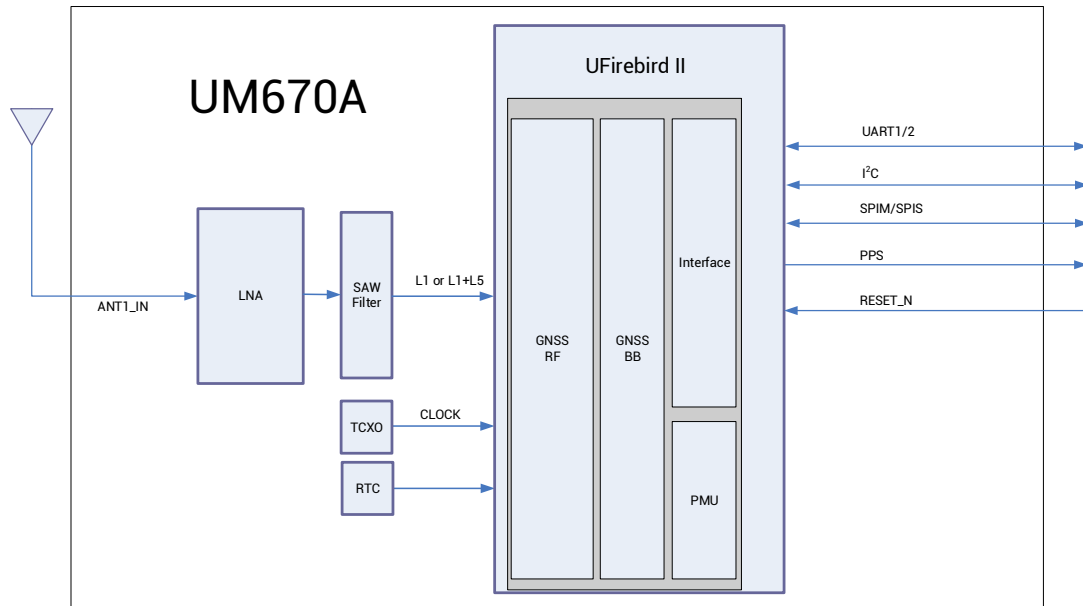 UM670A
UFirebird II
ANT1_IN
LNA
SAW
Filter
L1 or L1+L5
TCXO
CLOCK
RTC
GNSS
RF
GNSS
BB
Interface
PMU
UART1/2
I²C
SPIM/SPIS
PPS
RESET_N